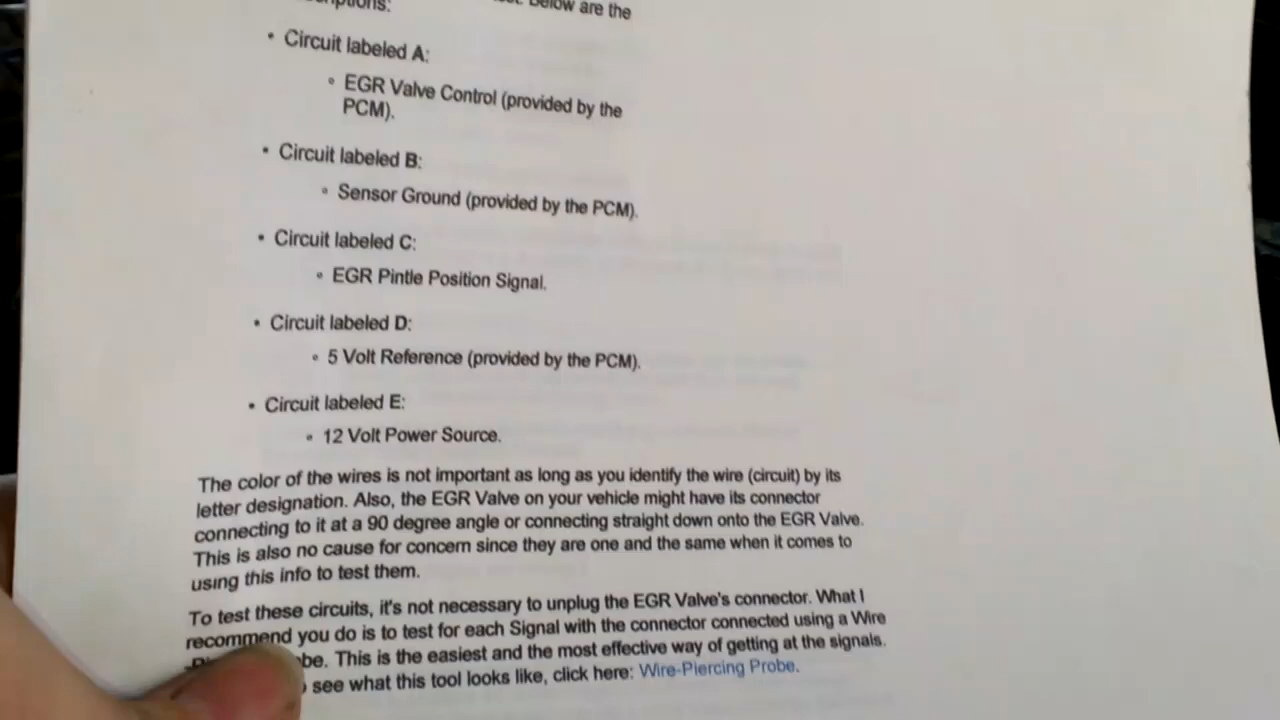 Below are the
• Circuit labeled A:
◦ EGR Valve Control (provided by the
PCM).
• Circuit labeled B:
◦ Sensor Ground (provided by the PCM).
• Circuit labeled C:
◦ EGR Pintle Position Signal.
• Circuit labeled D:
◦ 5 Volt Reference (provided by the PCM).
• Circuit labeled E:
◦ 12 Volt Power Source.
The color of the wires is not important as long as you identify the wire (circuit) by its
letter designation. Also, the EGR Valve on your vehicle might have its connector
connecting to it at a 90 degree angle or connecting straight down onto the EGR Valve.
This is also no cause for concern since they are one and the same when it comes to
using this info to test them.
To test these circuits, it's not necessary to unplug the EGR Valve's connector. What I
recommend you do is to test for each Signal with the connector connected using a Wire
This is the easiest and the most effective way of getting at the signals.
see what this tool looks like, click here: Wire-Piercing Probe.